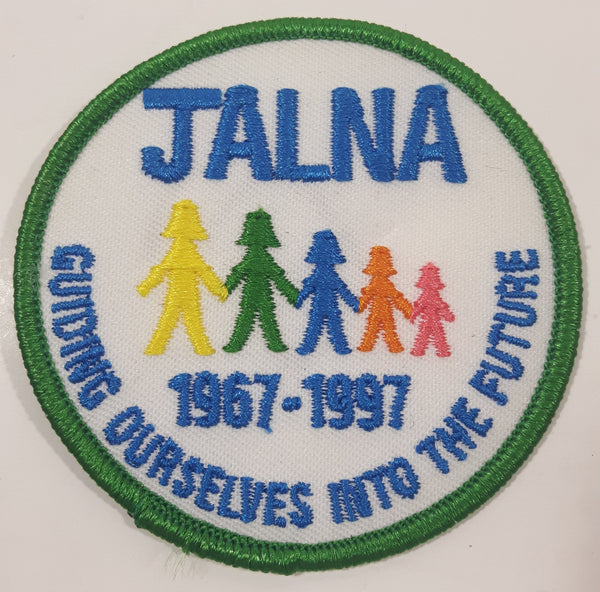 JALNA
1967-1997
GUIDING OURSELVES INTO THE FUTURE